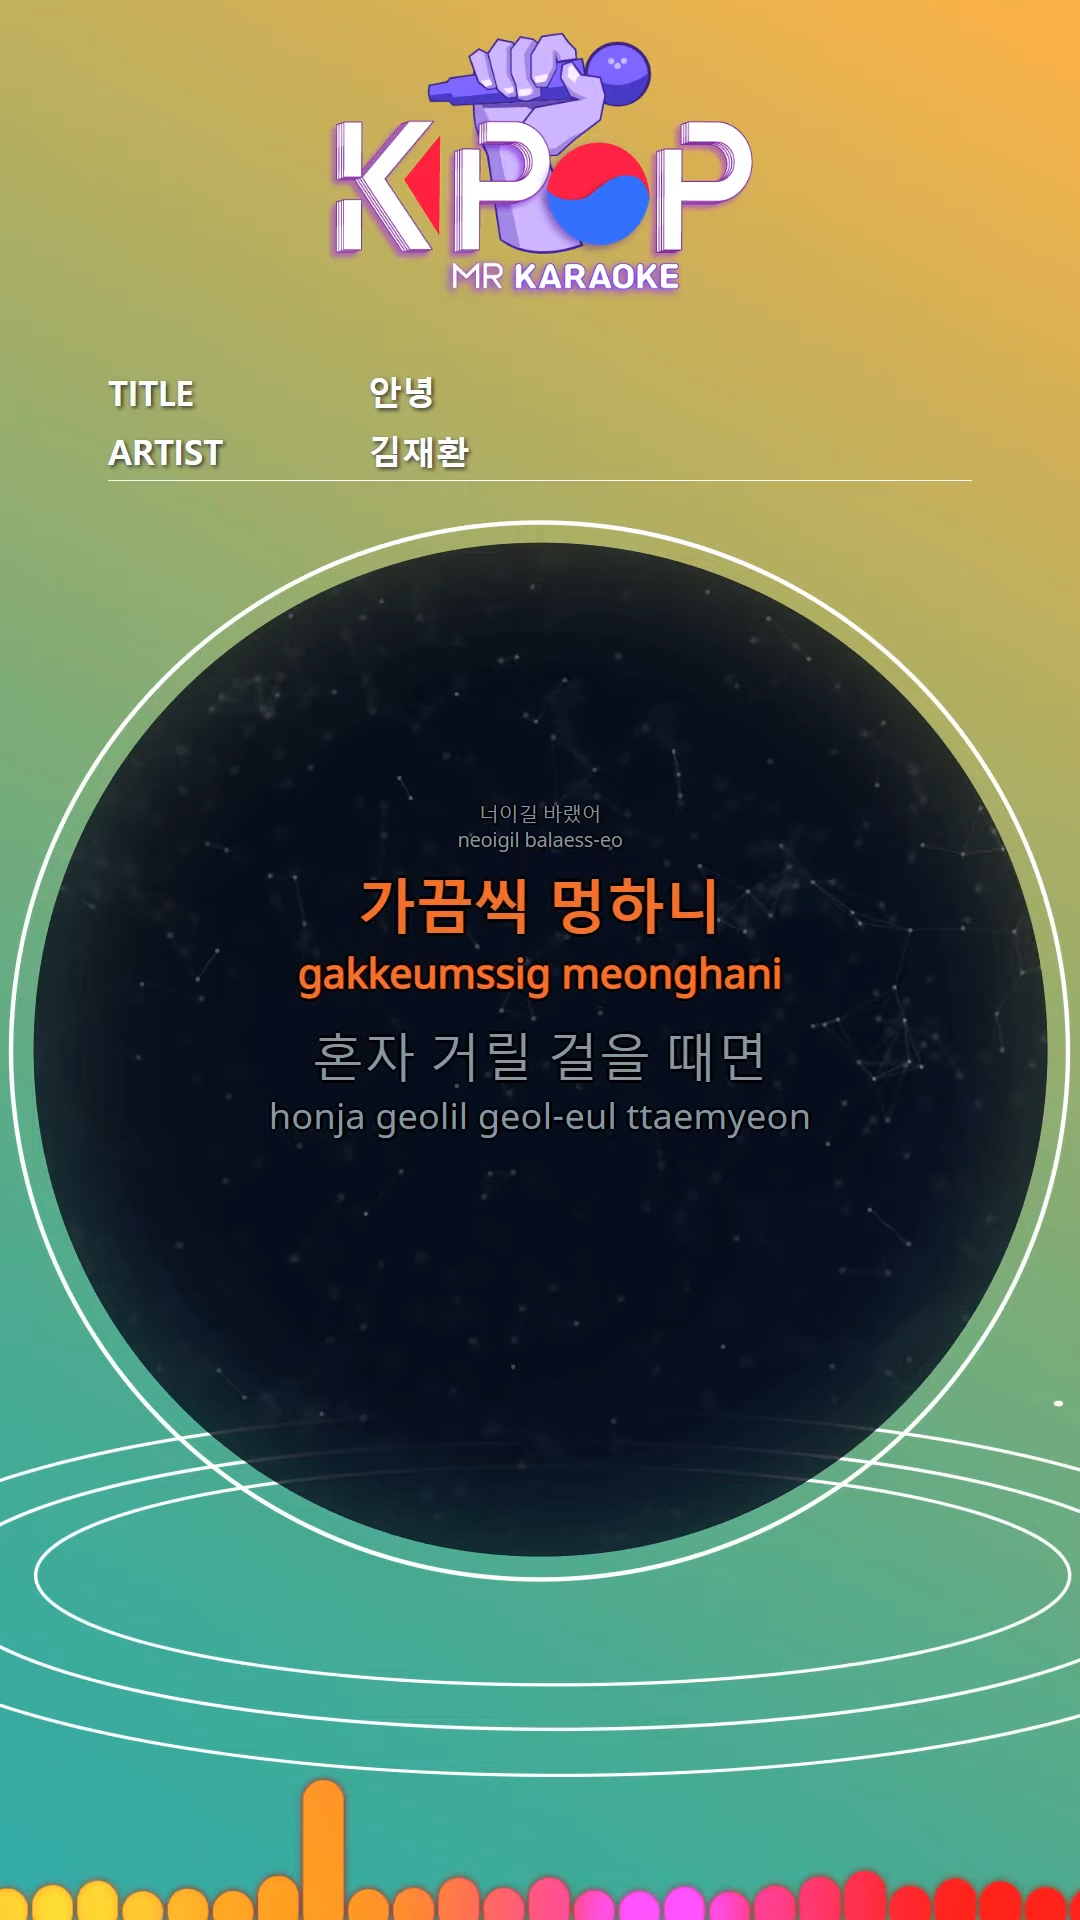 KPOP
MR KARAOKE
TITLE 안녕
ARTIST 김재환
너이길 바랬어
neoigil balaess-eo
가끔씩 멍하니
gakkeumssig meonghani
혼자 거릴 걸을 때면
honja geolil geol-eul ttaemyeon